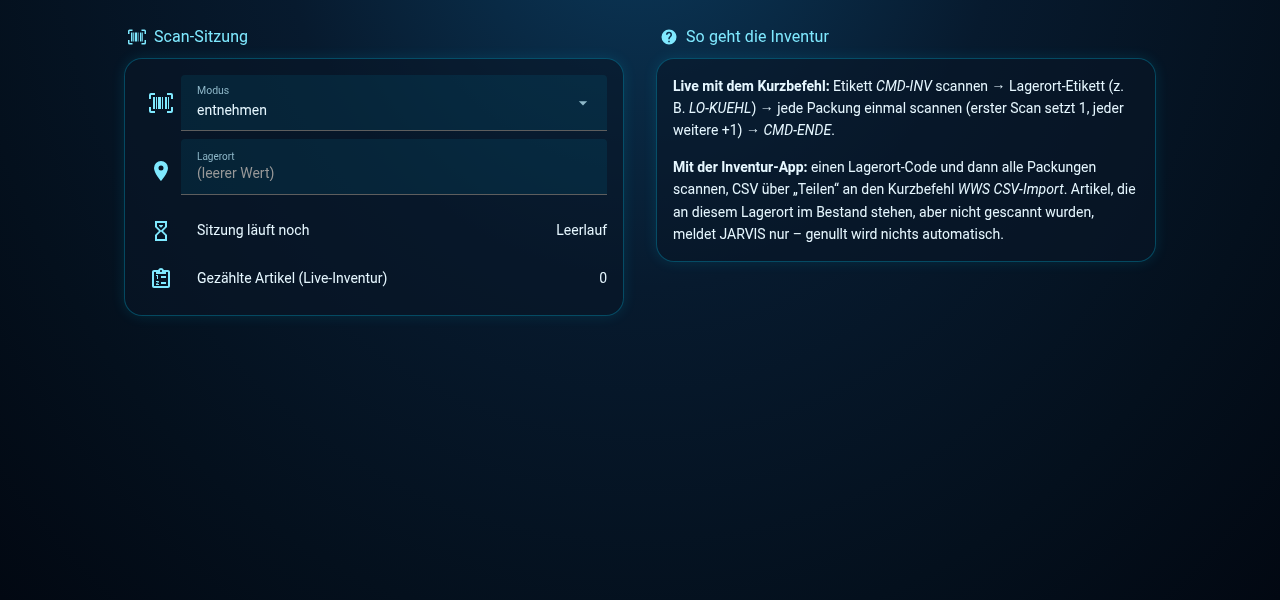 Scan-Sitzung
Modus
entnehmen
Lagerort
(leerer Wert)
Sitzung läuft noch
Leerlauf
Gezählte Artikel (Live-Inventur)
0
So geht die Inventur
Live mit dem Kurzbefehl: Etikett CMD-INV scannen → Lagerort-Etikett (z.
B. LO-KUEHL) → jede Packung einmal scannen (erster Scan setzt 1, jeder
weitere +1) → CMD-ENDE.
Mit der Inventur-App: einen Lagerort-Code und dann alle Packungen
scannen, CSV über „Teilen“ an den Kurzbefehl WWS CSV-Import. Artikel, die
an diesem Lagerort im Bestand stehen, aber nicht gescannt wurden,
meldet JARVIS nur – genullt wird nichts automatisch.